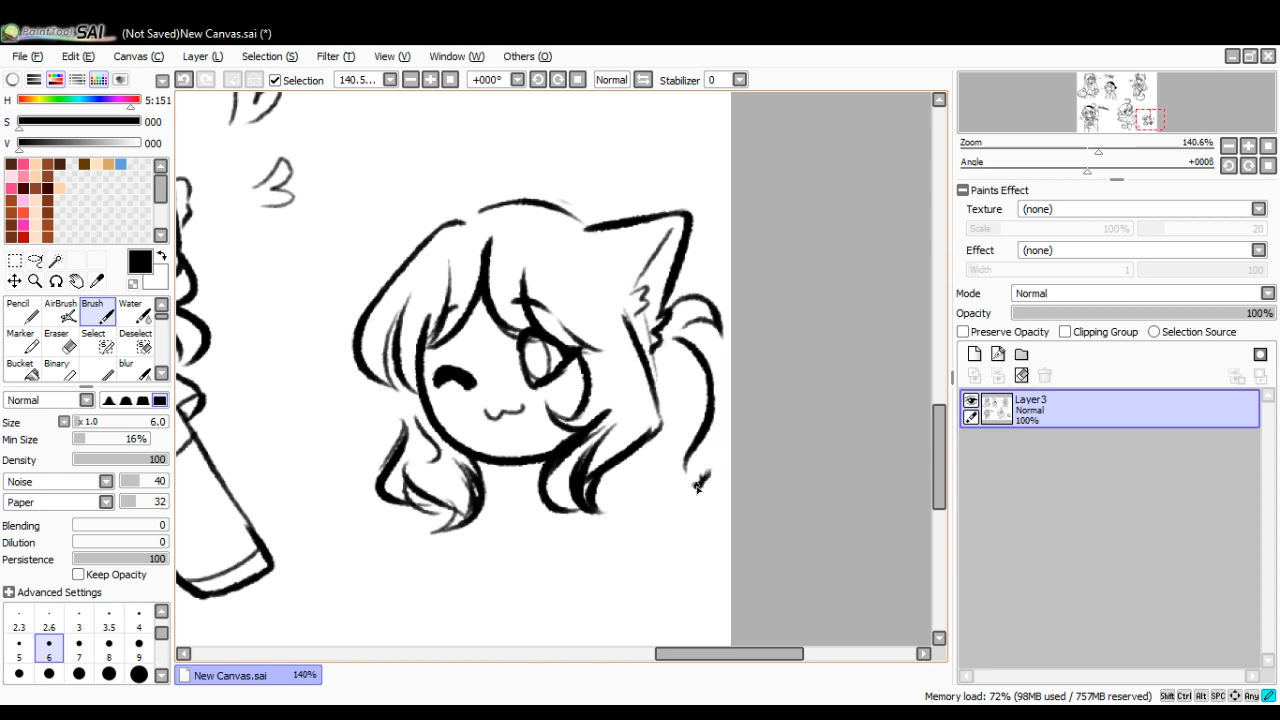 PaintTool SAI (Not Saved)New Canvas.sai (*)
File (F) Edit (E) Canvas (C) Layer (L) Selection (S) Filter (T) View (V) Window (W) Others (O)
Selection 140.5... +000° Normal Stabilizer 0
H 5:151
S 000
V 000
Pencil AirBrush Brush Water
Marker Eraser Select Deselect
Bucket Binary blur
Normal
Size x 1.0 6.0
Min Size 16%
Density 100
Noise 40
Paper 32
Blending 0
Dilution 0
Persistence 100
Keep Opacity
Advanced Settings
2.3 2.6 3 3.5 4
5 6 7 8 9
New Canvas.sai 140%
Zoom 140.6%
Angle +0008
Paints Effect
Texture (none)
Scale 100% 20
Effect (none)
Width 1 100
Mode Normal
Opacity 100%
Preserve Opacity Clipping Group Selection Source
Layer3
Normal
100%
Memory load: 72% (98MB used / 757MB reserved) Shift Ctrl Alt SPC Any